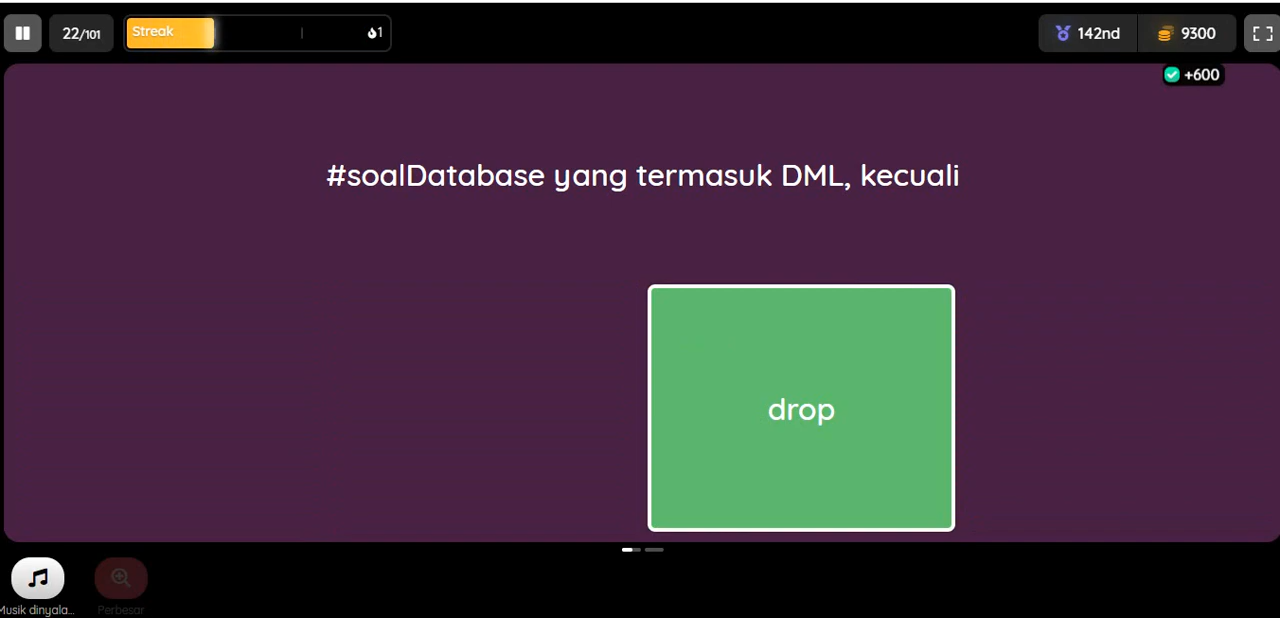 22/101
Streak
1
142nd
9300
+600
#soalDatabase yang termasuk DML, kecuali
drop
Musik dinyala...
Perbesar